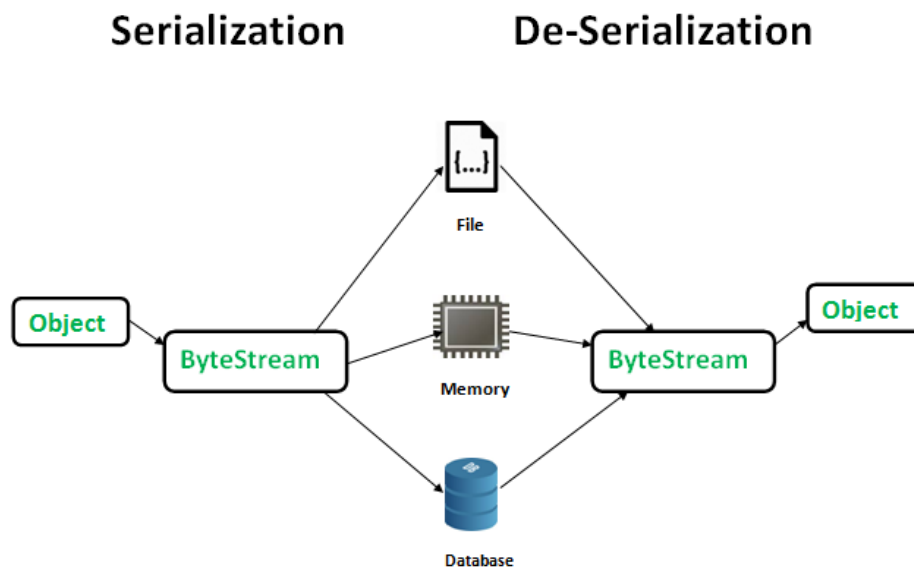 Serialization De-Serialization
{...}
File
Object
ByteStream
Memory
ByteStream
Object
Database